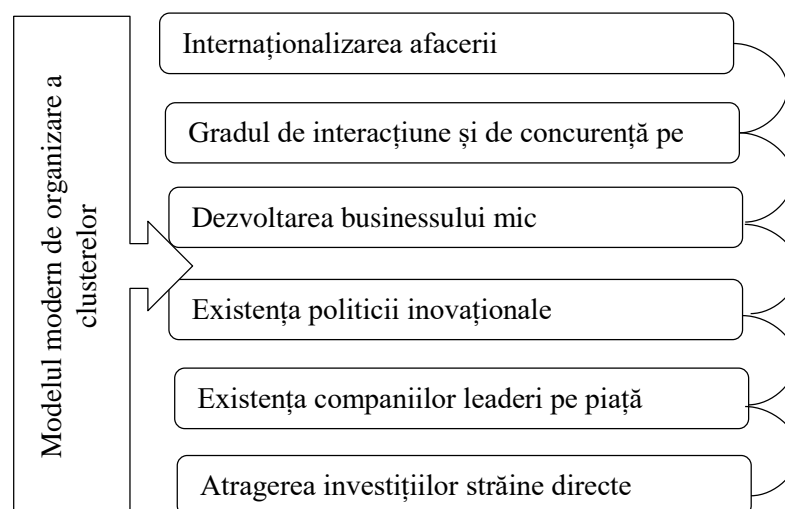 Modelul modern de organizare a
clusterelor
Internaționalizarea afacerii
Gradul de interacțiune și de concurență pe
Dezvoltarea businessului mic
Existența politicii inovaționale
Existența companiilor leaderi pe piață
Atragerea investițiilor străine directe